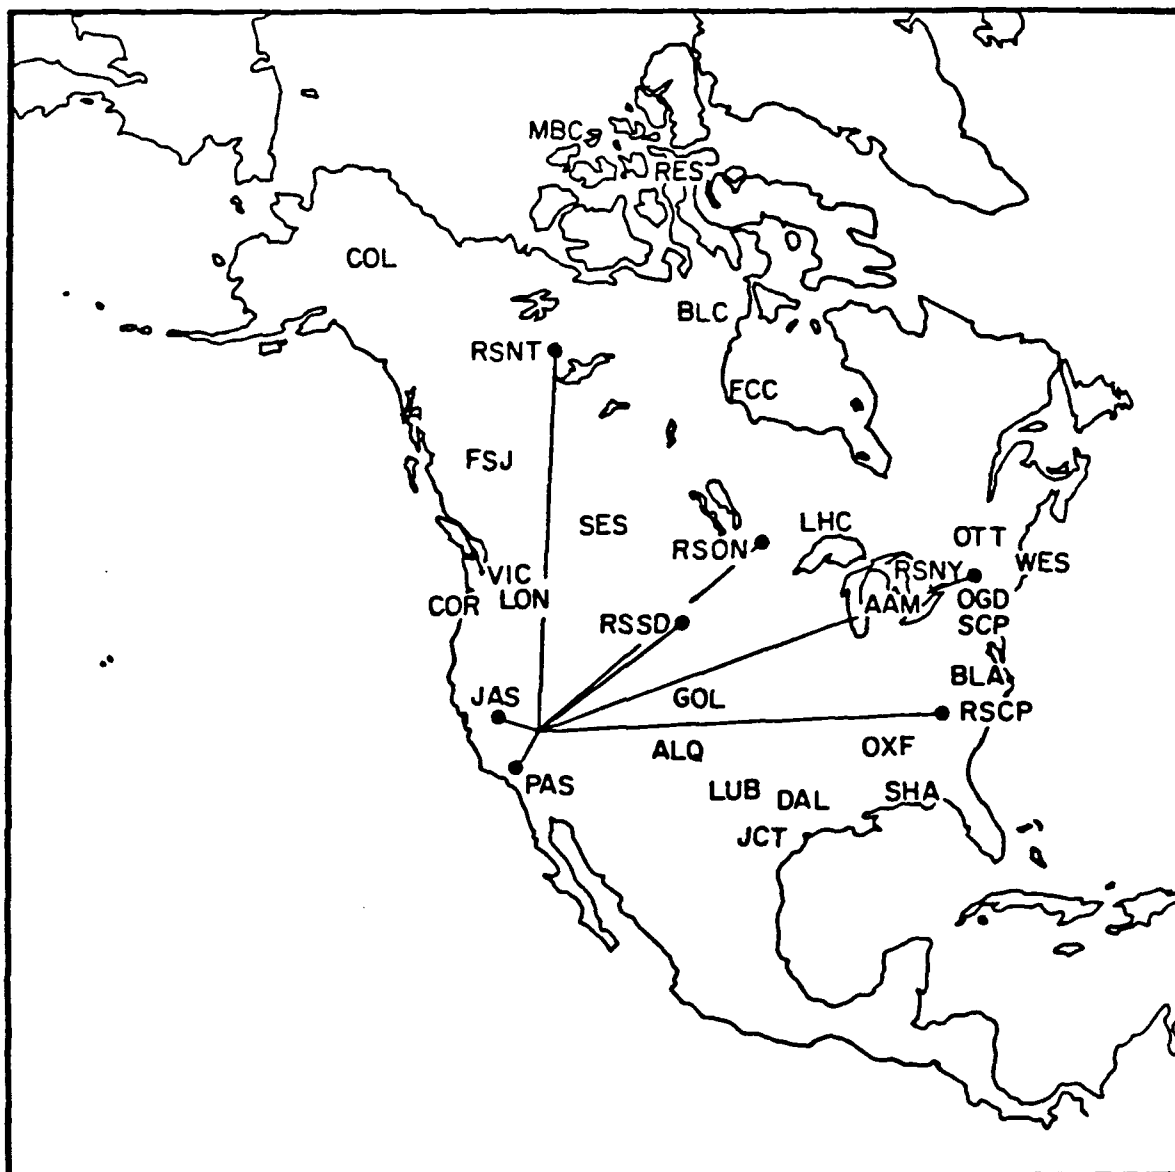 MBC
RES
COL
BLC
RSNT
FCC
FSJ
SES
LHC
RSON
OTT
WES
VIC
RSNY
COR LON
AAM
OGD
RSSD
SCP
BLA
JAS
GOL
RSCP
ALQ
OXF
PAS
LUB
DAL
SHA
JCT